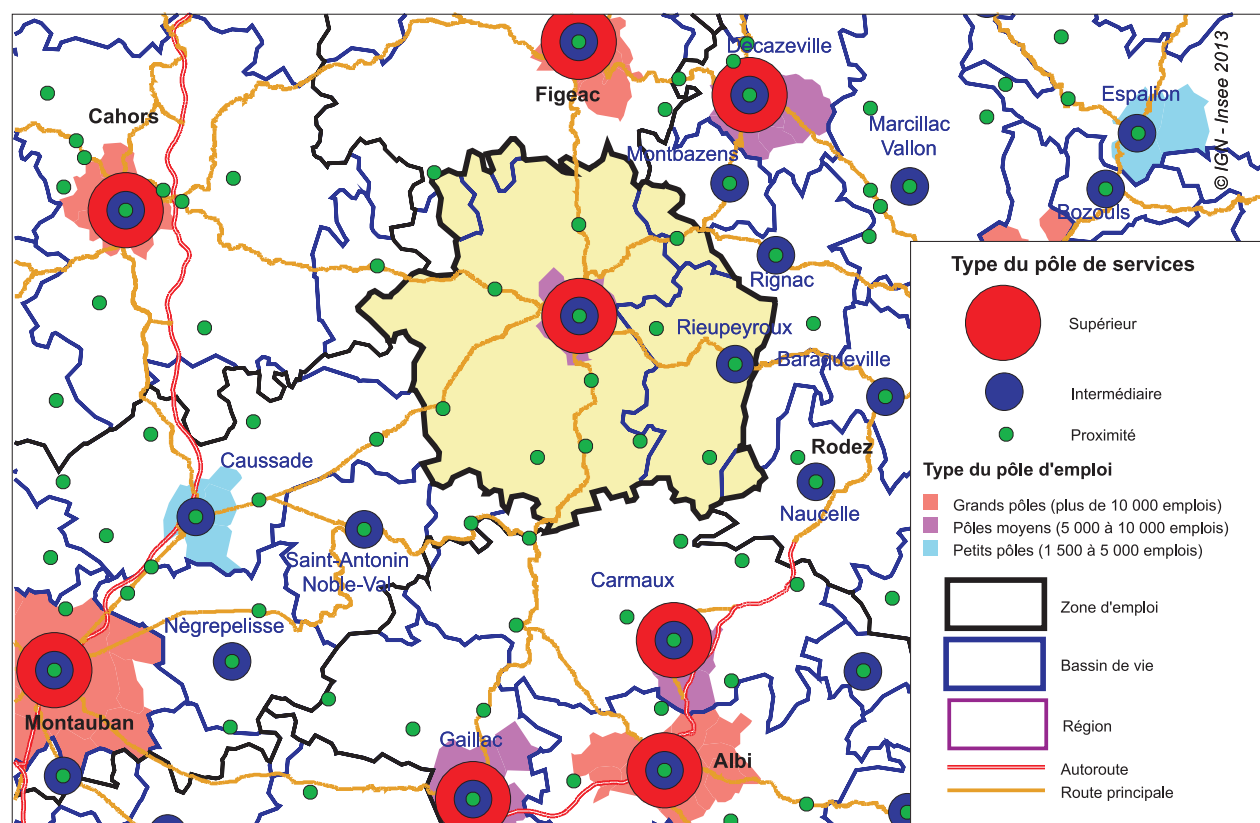 Decazeville
© IGN - Insee 2013
Figeac
Espalion
Cahors
Marcillac
Vallon
Montbazens
Bozouls
Rignac
Rieupeyroux
Baraqueville
Rodez
Caussade
Naucelle
Saint-Antonin
Noble-Val
Carmaux
Nègrepelisse
Montauban
Gaillac
Albi
Type du pôle de services
Supérieur
Intermédiaire
Proximité
Type du pôle d'emploi
Grands pôles (plus de 10 000 emplois)
Pôles moyens (5 000 à 10 000 emplois)
Petits pôles (1 500 à 5 000 emplois)
Zone d'emploi
Bassin de vie
Région
Autoroute
Route principale